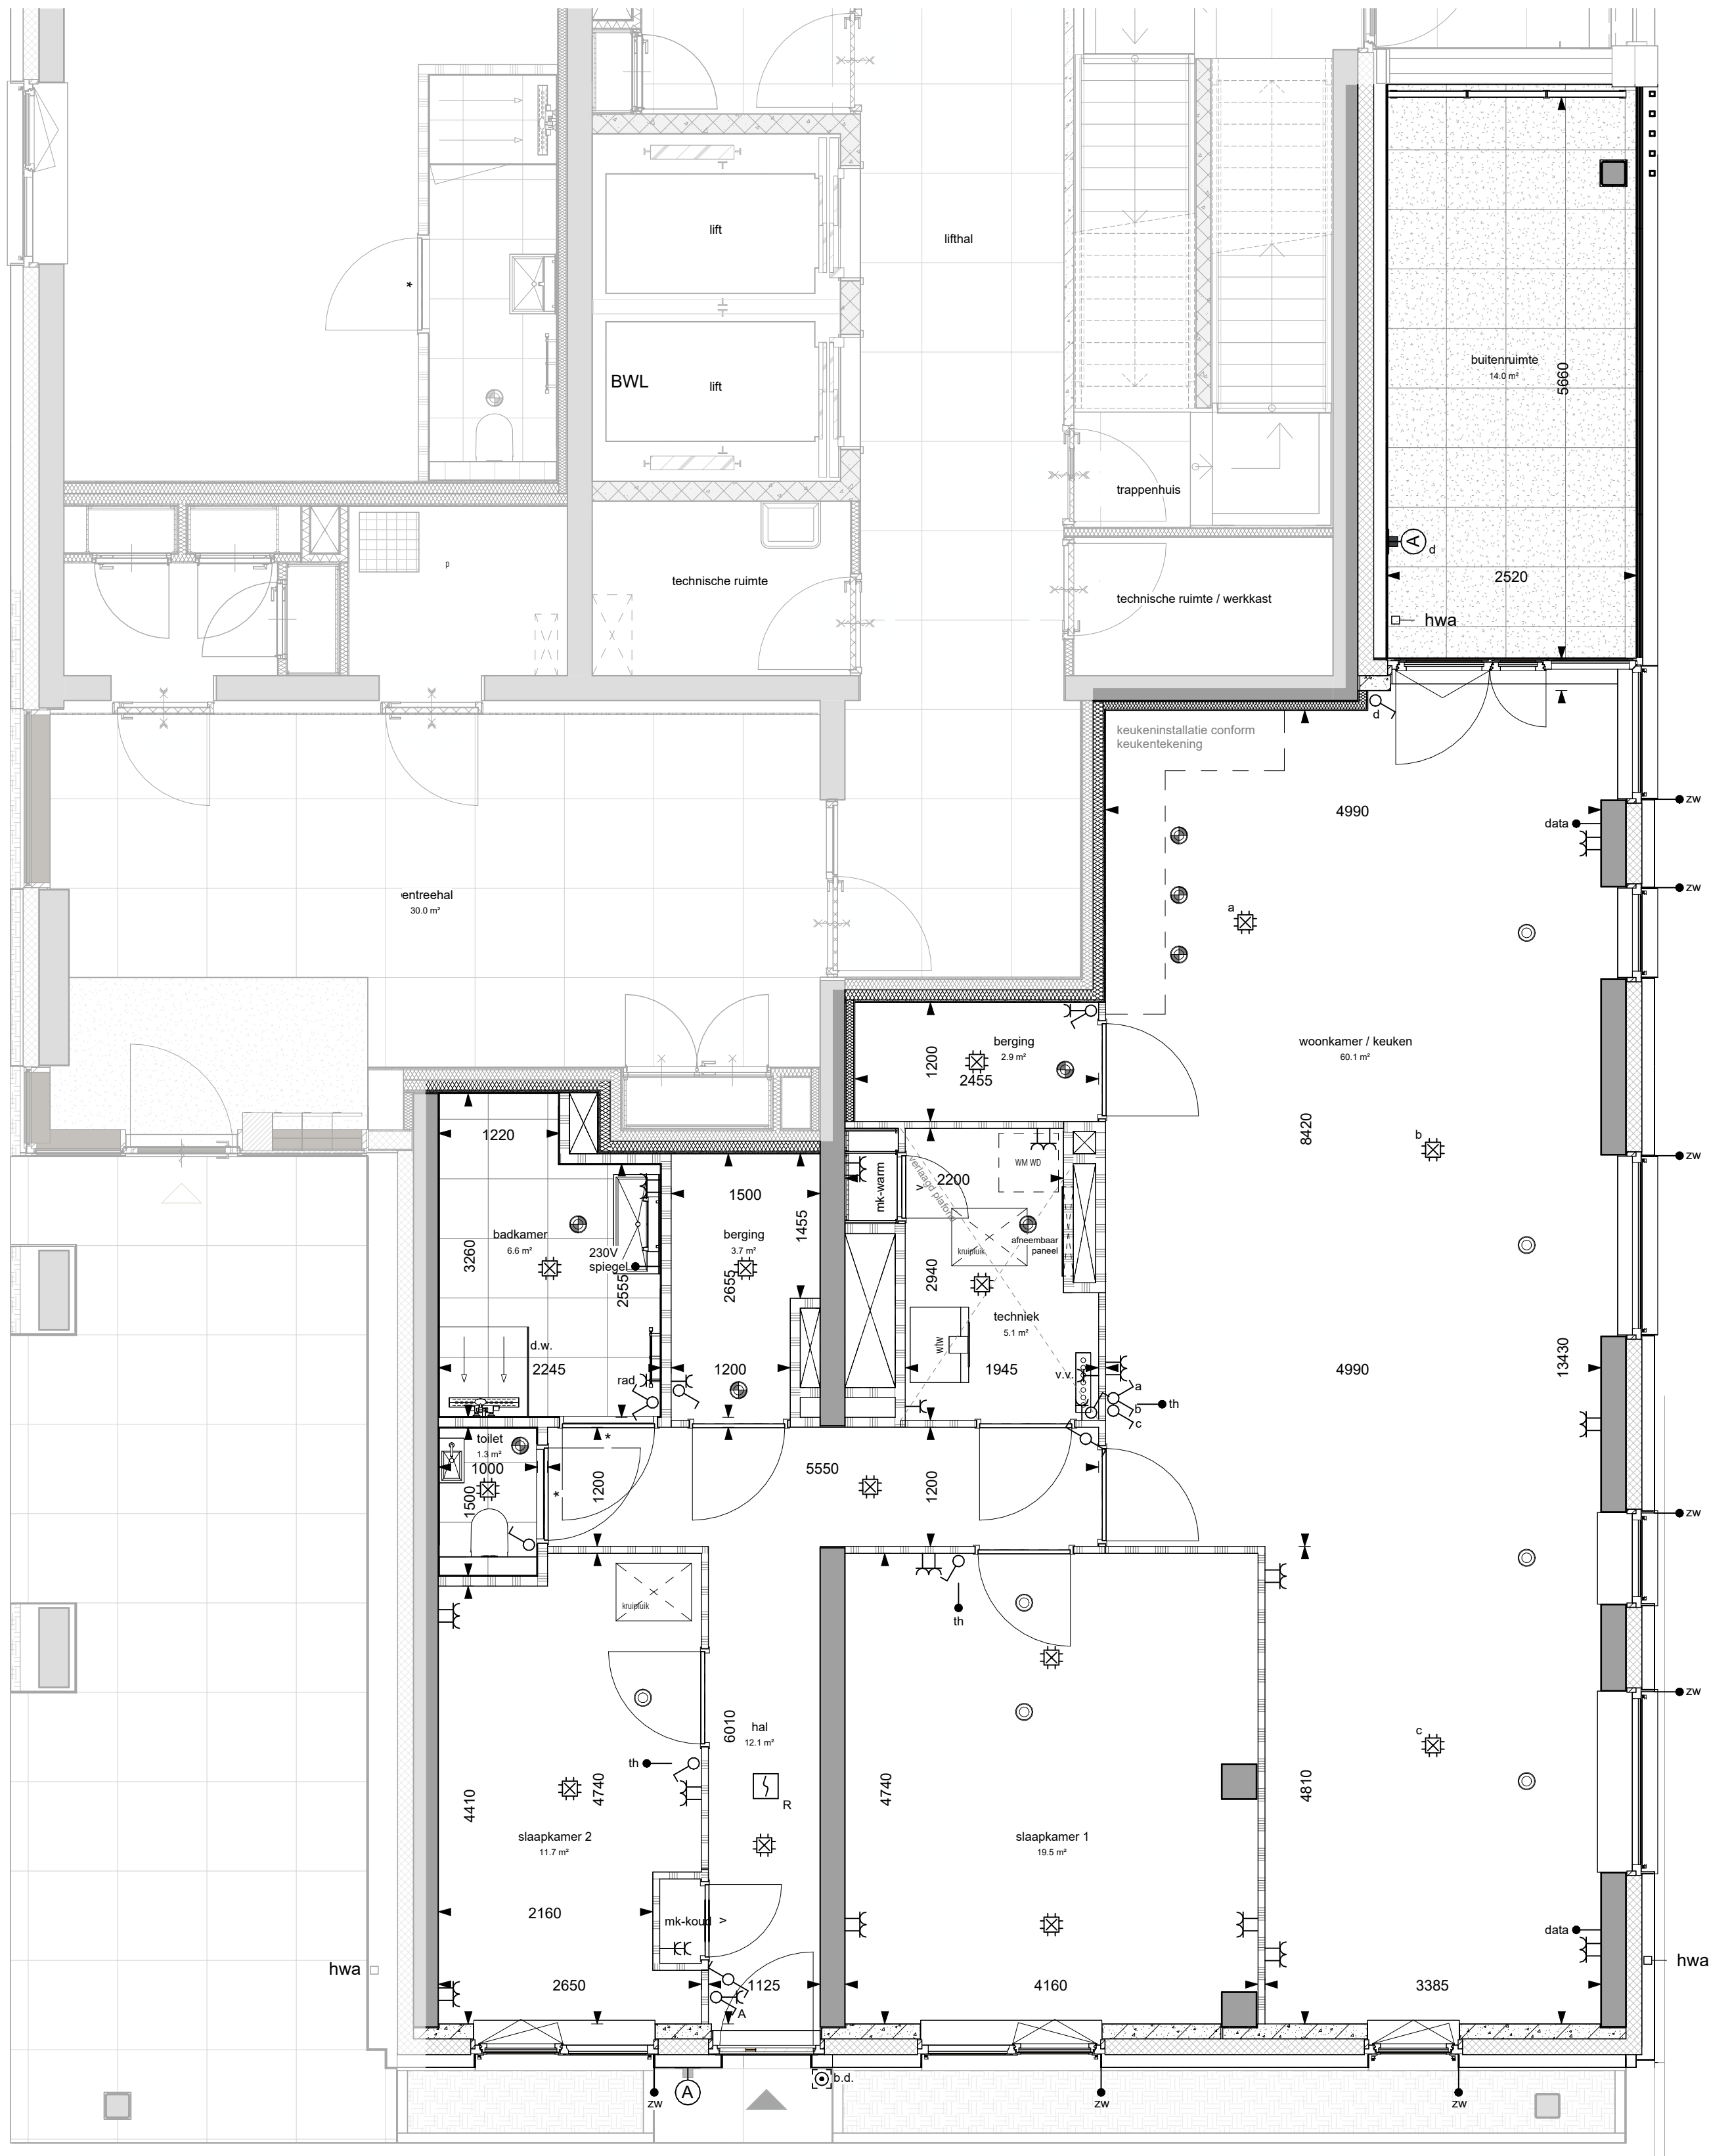 lift
lifthal
*
BWL
lift
buitenruimte
14.0 m²
5660
trappenhuis
p
technische ruimte
technische ruimte / werkkast
A
d
2520
hwa
d
keukeninstallatie conform
keukentekening
zw
4990
data
zw
entreehal
30.0 m²
a
berging
2.9 m²
1200
2455
woonkamer / keuken
60.1 m²
8420
b
zw
1220
1500
1455
mk-warm
>
verlaagd plafond
2200
WM WD
badkamer
6.6 m²
3260
230V
spiegel
2555
berging
3.7 m²
2655
2940
kruipluik
afneembaar
paneel
techniek
5.1 m²
wtw
d.w.
2245
rad.
1200
1945
v.v.
a
b
c
th
4990
13430
toilet
1.3 m²
1000
1500
*
*
1200
5550
1200
zw
kruipluik
th
zw
6010
hal
12.1 m²
th
R
4410
4740
4740
4810
c
slaapkamer 2
11.7 m²
slaapkamer 1
19.5 m²
2160
mk-koud >
data
hwa
hwa
2650
1125
A
4160
3385
zw
A
b.d.
zw
zw